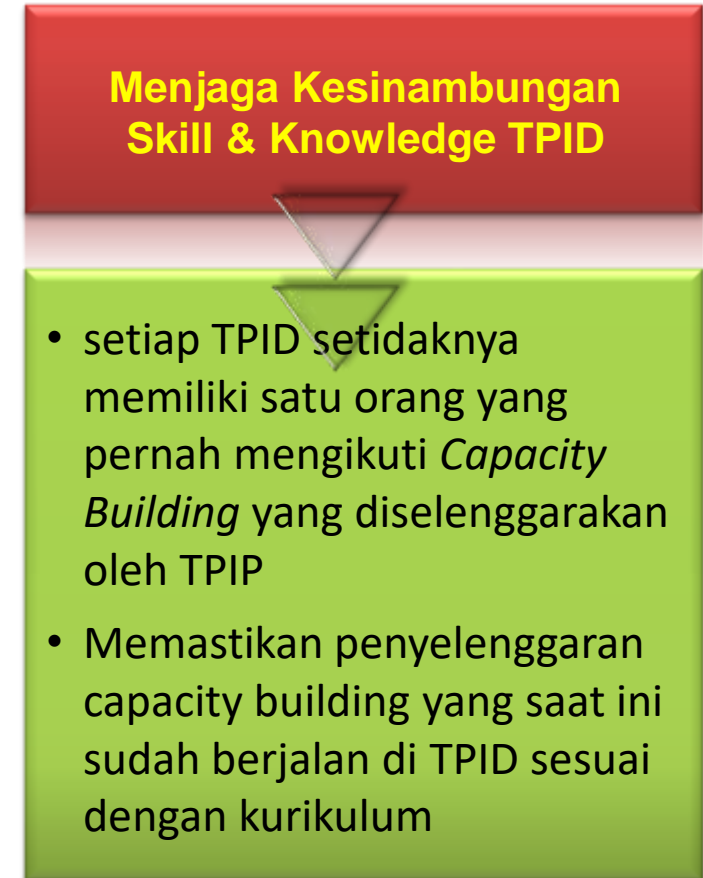 Menjaga Kesinambungan
Skill & Knowledge TPID
• setiap TPID setidaknya
memiliki satu orang yang
pernah mengikuti Capacity
Building yang diselenggarakan
oleh TPIP
• Memastikan penyelenggaran
capacity building yang saat ini
sudah berjalan di TPID sesuai
dengan kurikulum